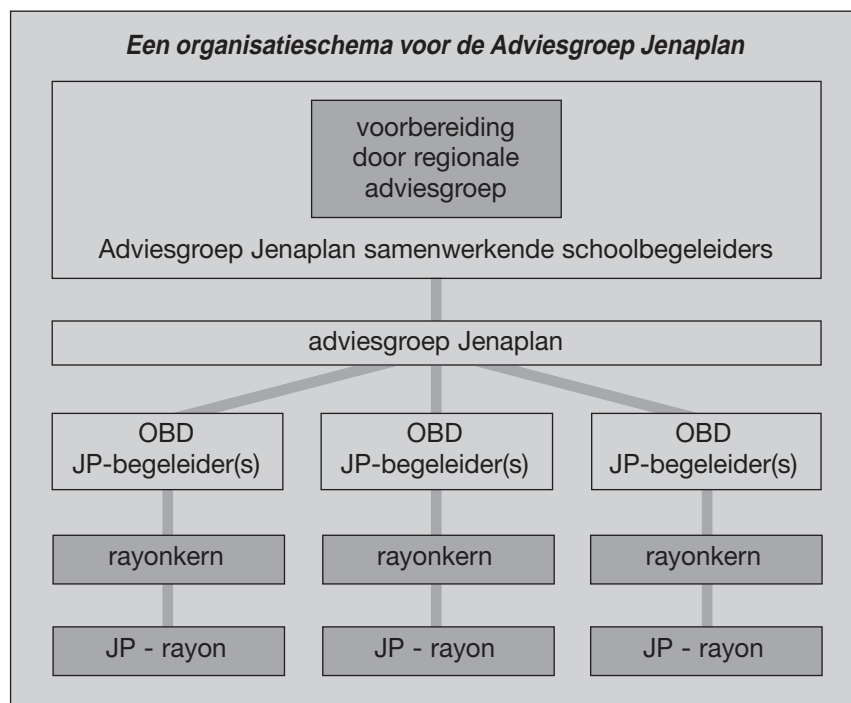 Een organisatieschema voor de Adviesgroep Jenaplan
voorbereiding
door regionale
adviesgroep
Adviesgroep Jenaplan samenwerkende schoolbegeleiders
adviesgroep Jenaplan
OBD
JP-begeleider(s)
OBD
JP-begeleider(s)
OBD
JP-begeleider(s)
rayonkern
rayonkern
rayonkern
JP - rayon
JP - rayon
JP - rayon